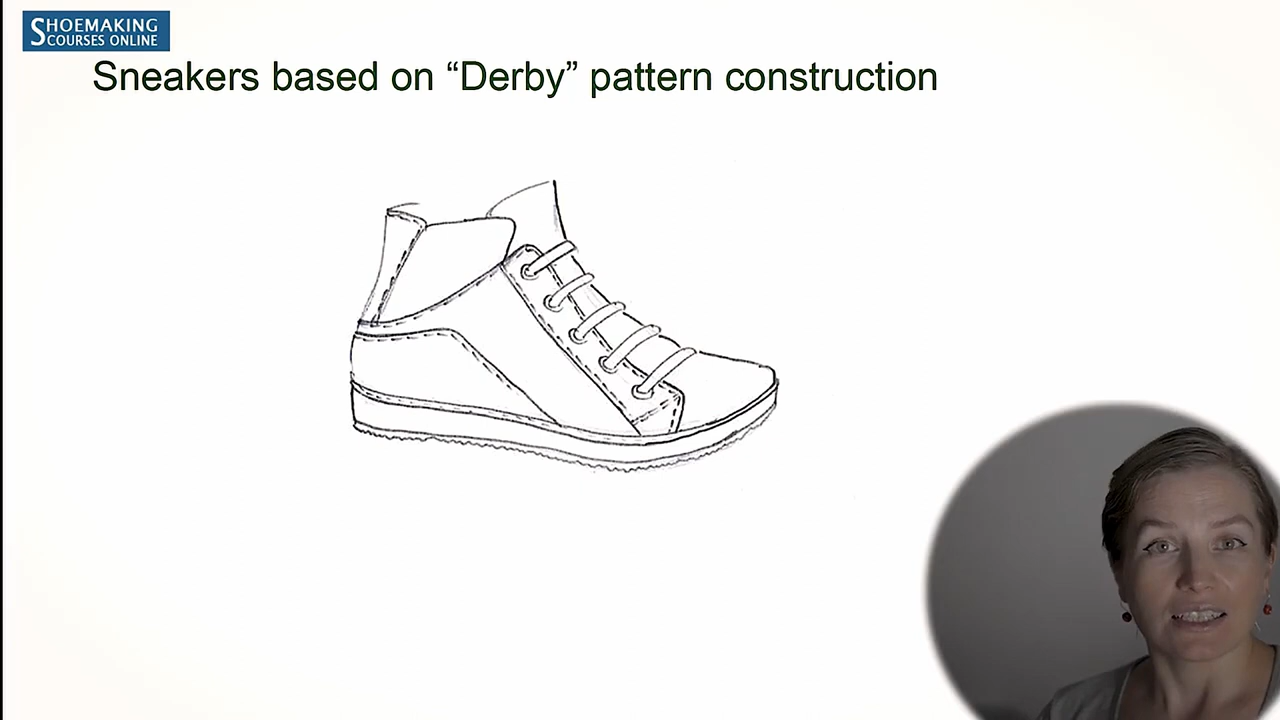 SHOEMAKING
COURSES ONLINE
Sneakers based on “Derby” pattern construction